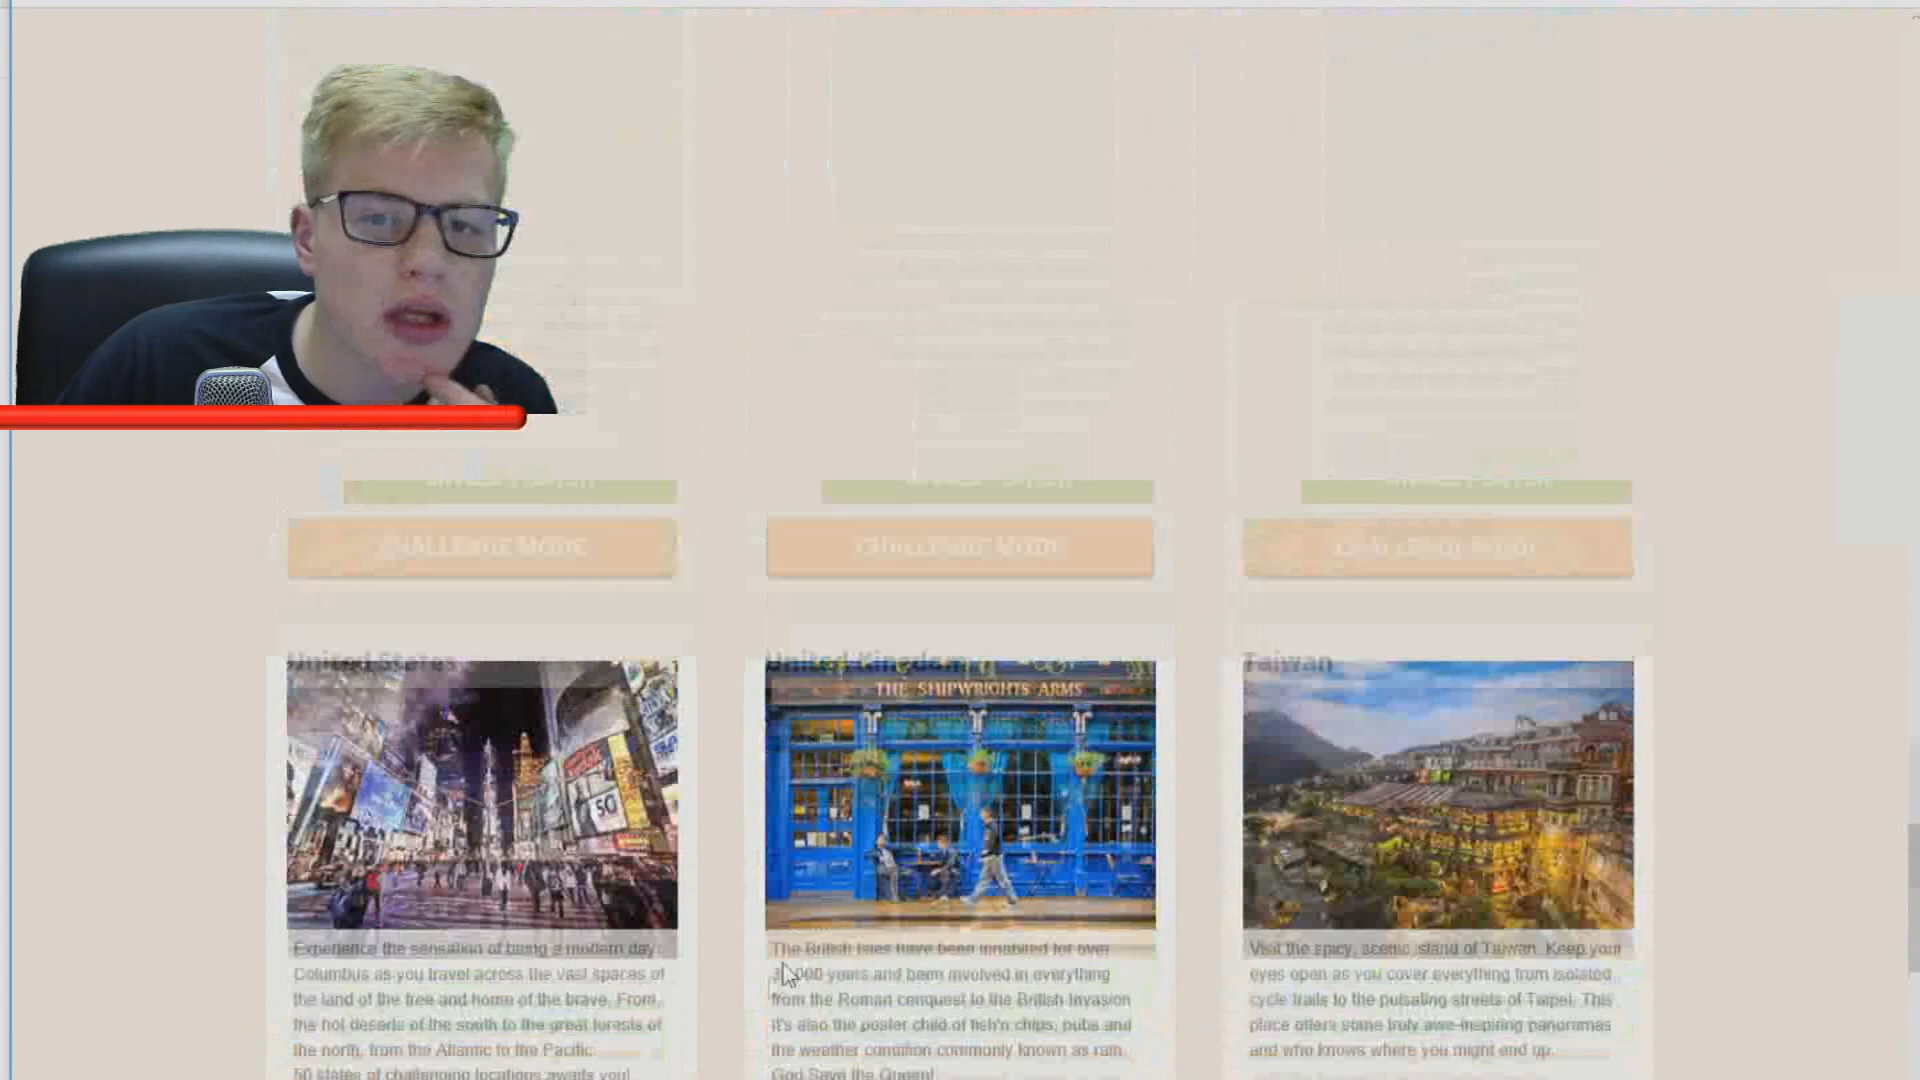 CHALLENGE MODE
CHALLENGE MODE
CHALLENGE MODE
United States
United Kingdom
Taiwan
THE SHIPWRIGHTS ARMS
50
Experience the sensation of being a modern day
Columbus as you travel across the vast spaces of
the land of the free and home of the brave. From
the hot deserts of the south to the great forests of
the north, from the Atlantic to the Pacific.
50 states of challenging locations awaits you!
The British Isles have been inhabited for over
years and been involved in everything
from the Roman conquest to the British Invasion
It's also the poster child of fish'n chips, pubs and
the weather condition commonly known as rain.
God Save the Queen!
Visit the spicy, scenic, island of Taiwan. Keep your
eyes open as you cover everything from isolated
cycle trails to the pulsating streets of Taipei. This
place offers some truly awe-inspiring panoramas
and who knows where you might end up.